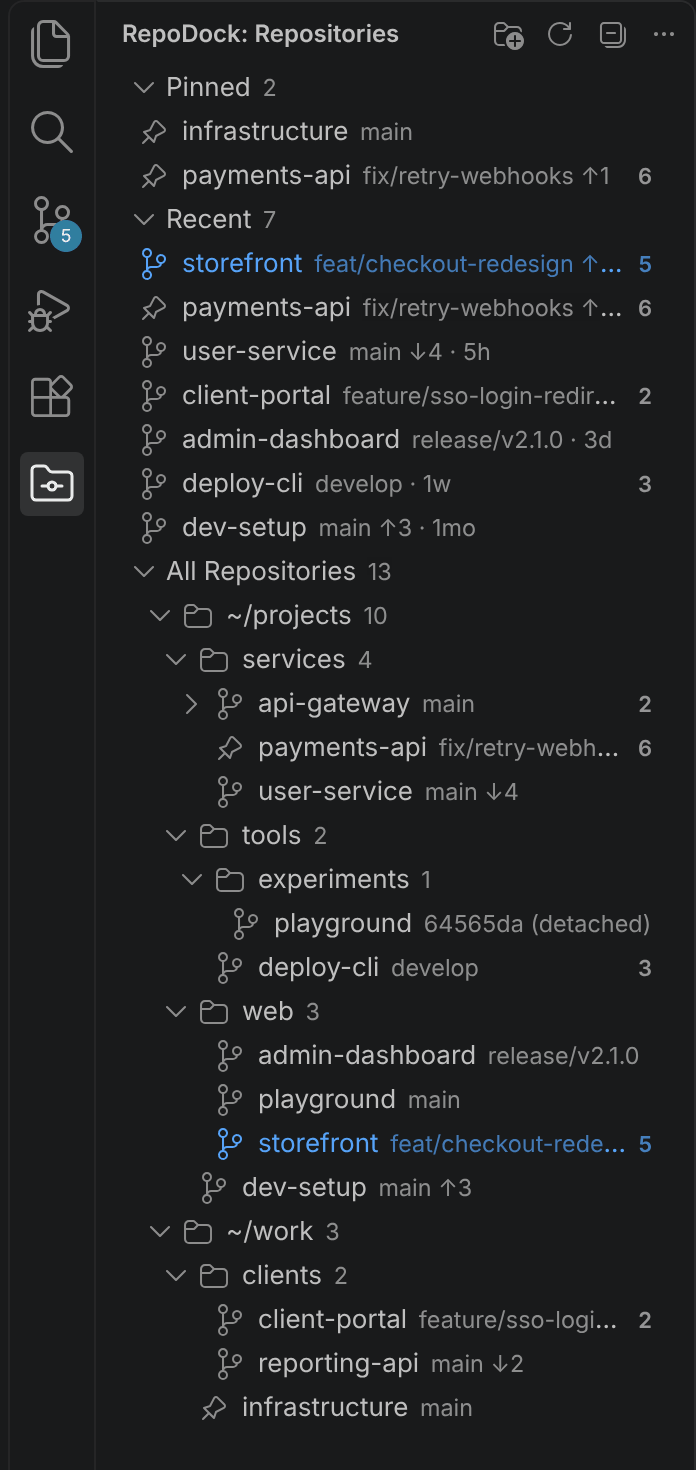 RepoDock: Repositories
Pinned 2
infrastructure main
payments-api fix/retry-webhooks ↑1 6
5
Recent 7
storefront feat/checkout-redesign ↑... 5
payments-api fix/retry-webhooks ↑... 6
user-service main ↓4 · 5h
client-portal feature/sso-login-redir... 2
admin-dashboard release/v2.1.0 · 3d
deploy-cli develop · 1w 3
dev-setup main ↑3 · 1mo
All Repositories 13
~/projects 10
services 4
api-gateway main 2
payments-api fix/retry-webh... 6
user-service main ↓4
tools 2
experiments 1
playground 64565da (detached)
deploy-cli develop 3
web 3
admin-dashboard release/v2.1.0
playground main
storefront feat/checkout-rede... 5
dev-setup main ↑3
~/work 3
clients 2
client-portal feature/sso-logi... 2
reporting-api main ↓2
infrastructure main